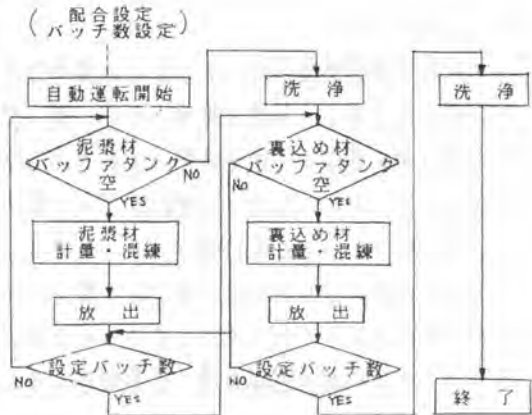 配合設定
バッチ数設定
自動運転開始
泥漿材
バッファタンク
空
NO
YES
泥漿材
計量・混練
放出
設定バッチ数
NO
YES
洗浄
裏込め材
バッファタンク
空
NO
YES
裏込め材
計量・混練
放出
設定バッチ数
NO
YES
洗浄
終了